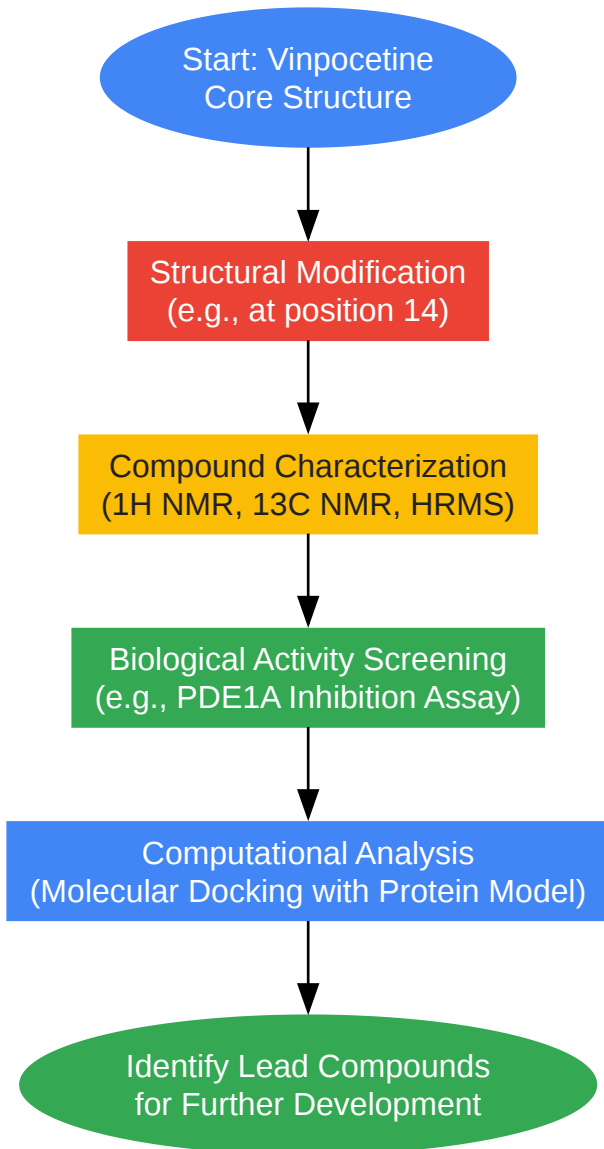 Start: Vinpocetine
Core Structure
Structural Modification
(e.g., at position 14)
Compound Characterization
(1H NMR, 13C NMR, HRMS)
Biological Activity Screening
(e.g., PDE1A Inhibition Assay)
Computational Analysis
(Molecular Docking with Protein Model)
Identify Lead Compounds
for Further Development